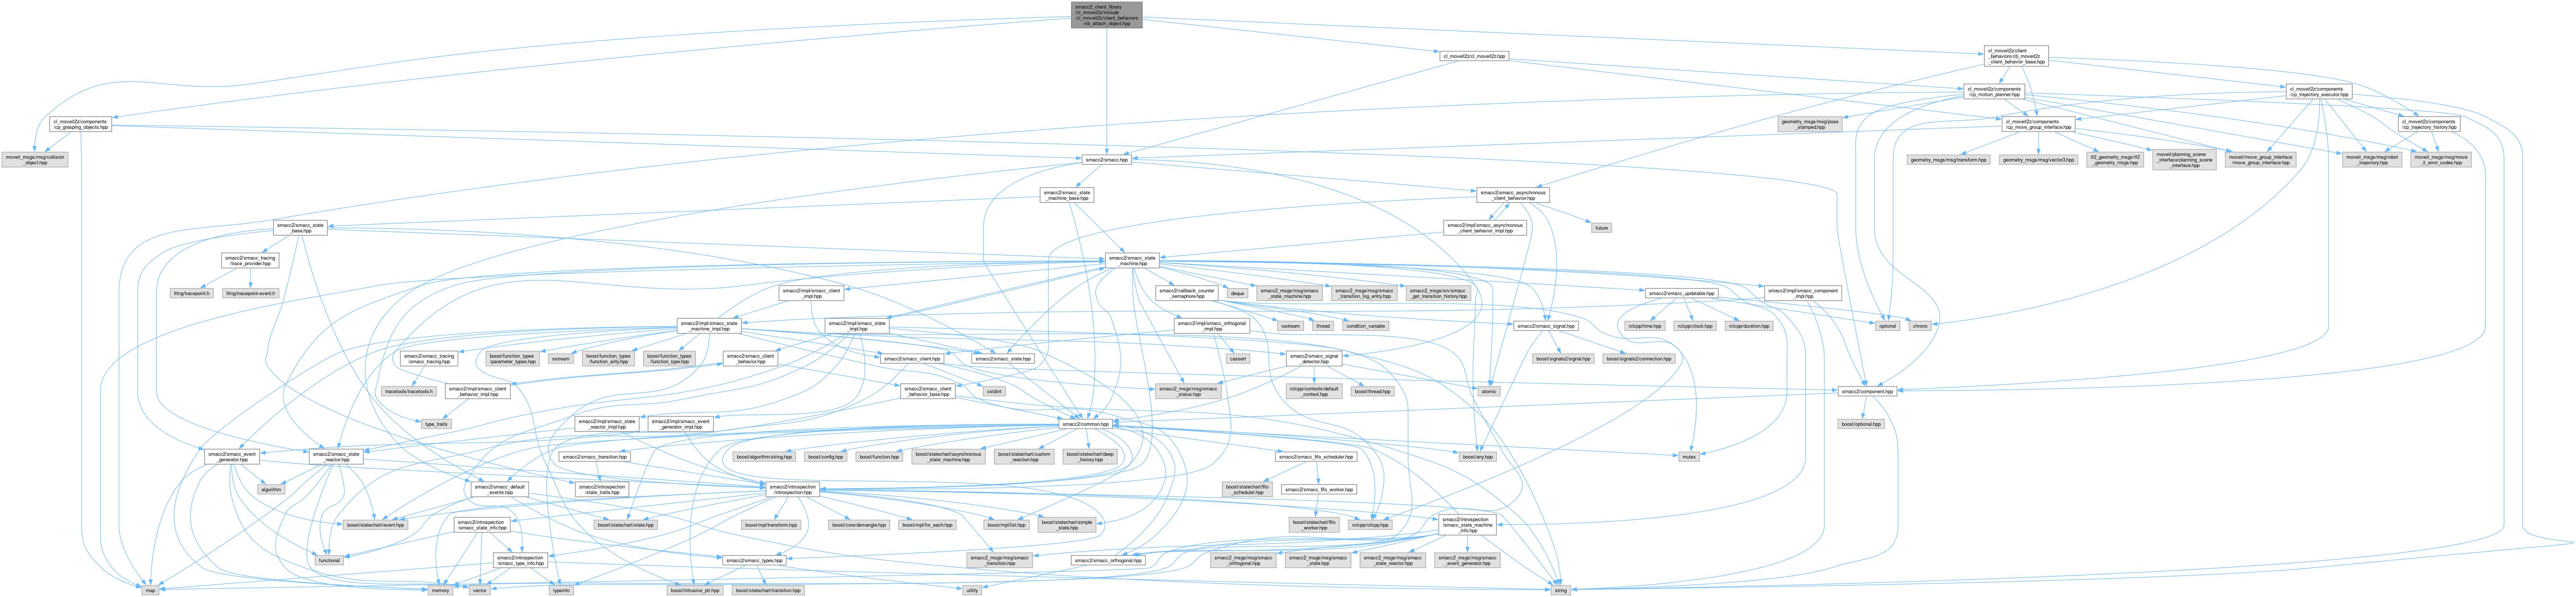 smacc2_client_library
/cl_moveit2z/include
/cl_moveit2z/client_behaviors
/cb_attach_object.hpp
cl_moveit2z/cl_moveit2z.hpp
cl_moveit2z/client
_behaviors/cb_moveit2z
_client_behavior_base.hpp
cl_moveit2z/components
/cp_motion_planner.hpp
cl_moveit2z/components
/cp_trajectory_executor.hpp
cl_moveit2z/components
/cp_grasping_objects.hpp
geometry_msgs/msg/pose
_stamped.hpp
cl_moveit2z/components
/cp_move_group_interface.hpp
cl_moveit2z/components
/cp_trajectory_history.hpp
moveit_msgs/msg/collision
_object.hpp
smacc2/smacc.hpp
geometry_msgs/msg/transform.hpp
geometry_msgs/msg/vector3.hpp
tf2_geometry_msgs/tf2
_geometry_msgs.hpp
moveit/planning_scene
_interface/planning_scene
_interface.hpp
moveit/move_group_interface
/move_group_interface.hpp
moveit_msgs/msg/robot
_trajectory.hpp
moveit_msgs/msg/move
_it_error_codes.hpp
smacc2/smacc_state
_machine_base.hpp
smacc2/smacc_asynchronous
_client_behavior.hpp
smacc2/smacc_state
_base.hpp
smacc2/impl/smacc_asynchronous
_client_behavior_impl.hpp
future
smacc2/smacc_tracing
/trace_provider.hpp
smacc2/smacc_state
_machine.hpp
lttng/tracepoint.h
lttng/tracepoint-event.h
smacc2/impl/smacc_client
_impl.hpp
smacc2/callback_counter
_semaphore.hpp
deque
smacc2_msgs/msg/smacc
_state_machine.hpp
smacc2_msgs/msg/smacc
_transition_log_entry.hpp
smacc2_msgs/srv/smacc
_get_transition_history.hpp
smacc2/smacc_updatable.hpp
smacc2/impl/smacc_component
_impl.hpp
smacc2/impl/smacc_state
_machine_impl.hpp
smacc2/impl/smacc_state
_impl.hpp
smacc2/impl/smacc_orthogonal
_impl.hpp
iostream
thread
condition_variable
smacc2/smacc_signal.hpp
rclcpp/time.hpp
rclcpp/clock.hpp
rclcpp/duration.hpp
optional
chrono
smacc2/smacc_tracing
/smacc_tracing.hpp
boost/function_types
/parameter_types.hpp
sstream
boost/function_types
/function_arity.hpp
boost/function_types
/function_type.hpp
smacc2/smacc_client
_behavior.hpp
smacc2/smacc_client.hpp
smacc2/smacc_state.hpp
cassert
smacc2/smacc_signal
_detector.hpp
boost/signals2/signal.hpp
boost/signals2/connection.hpp
tracetools/tracetools.h
smacc2/impl/smacc_client
_behavior_impl.hpp
smacc2/smacc_client
_behavior_base.hpp
cstdint
smacc2_msgs/msg/smacc
_status.hpp
rclcpp/contexts/default
_context.hpp
boost/thread.hpp
atomic
smacc2/component.hpp
type_traits
smacc2/impl/smacc_state
_reactor_impl.hpp
smacc2/impl/smacc_event
_generator_impl.hpp
smacc2/common.hpp
boost/optional.hpp
smacc2/smacc_event
_generator.hpp
smacc2/smacc_state
_reactor.hpp
smacc2/smacc_transition.hpp
boost/algorithm/string.hpp
boost/config.hpp
boost/function.hpp
boost/statechart/asynchronous
_state_machine.hpp
boost/statechart/custom
_reaction.hpp
boost/statechart/deep
_history.hpp
smacc2/smacc_fifo_scheduler.hpp
boost/any.hpp
mutex
algorithm
smacc2/smacc_default
_events.hpp
smacc2/introspection
/state_traits.hpp
smacc2/introspection
/introspection.hpp
boost/statechart/fifo
_scheduler.hpp
smacc2/smacc_fifo_worker.hpp
boost/statechart/event.hpp
smacc2/introspection
/smacc_state_info.hpp
boost/statechart/state.hpp
boost/mpl/transform.hpp
boost/core/demangle.hpp
boost/mpl/for_each.hpp
boost/mpl/list.hpp
boost/statechart/simple
_state.hpp
boost/statechart/fifo
_worker.hpp
rclcpp/rclcpp.hpp
smacc2/introspection
/smacc_state_machine
_info.hpp
functional
smacc2/introspection
/smacc_type_info.hpp
smacc2/smacc_types.hpp
smacc2_msgs/msg/smacc
_transition.hpp
smacc2/smacc_orthogonal.hpp
smacc2_msgs/msg/smacc
_orthogonal.hpp
smacc2_msgs/msg/smacc
_state.hpp
smacc2_msgs/msg/smacc
_state_reactor.hpp
smacc2_msgs/msg/smacc
_event_generator.hpp
map
memory
vector
typeinfo
boost/intrusive_ptr.hpp
boost/statechart/transition.hpp
utility
string